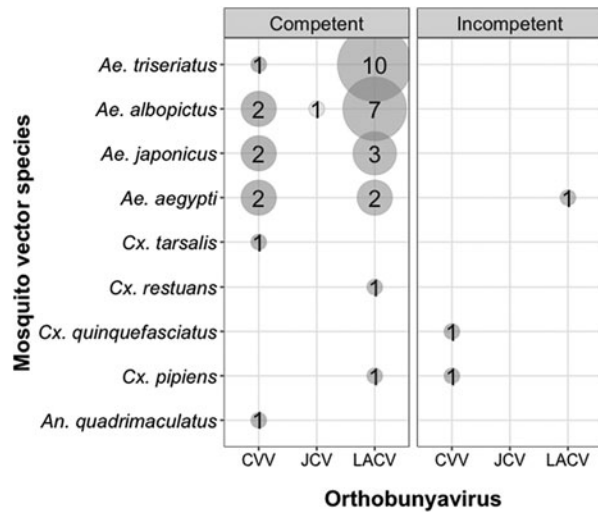 Competent Incompetent
Ae. triseriatus 1 10
Ae. albopictus 2 1 7
Ae. japonicus 2 3
Ae. aegypti 2 2 1
Cx. tarsalis 1
Cx. restuans 1
Cx. quinquefasciatus 1
Cx. pipiens 1 1
An. quadrimaculatus 1
CVV JCV LACV CVV JCV LACV
Orthobunyavirus
Mosquito vector species